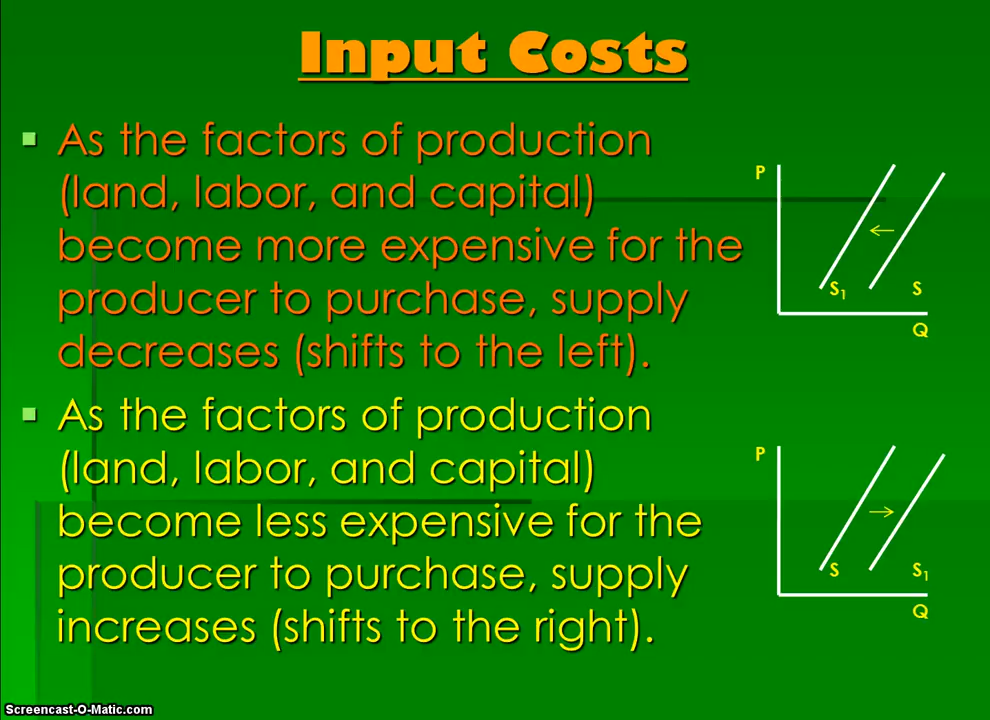 Input Costs
As the factors of production
(land, labor, and capital)
become more expensive for the
producer to purchase, supply
decreases (shifts to the left).
P
S₁
S
Q
As the factors of production
(land, labor, and capital)
become less expensive for the
producer to purchase, supply
increases (shifts to the right).
P
S
S₁
Q
Screencast-O-Matic.com